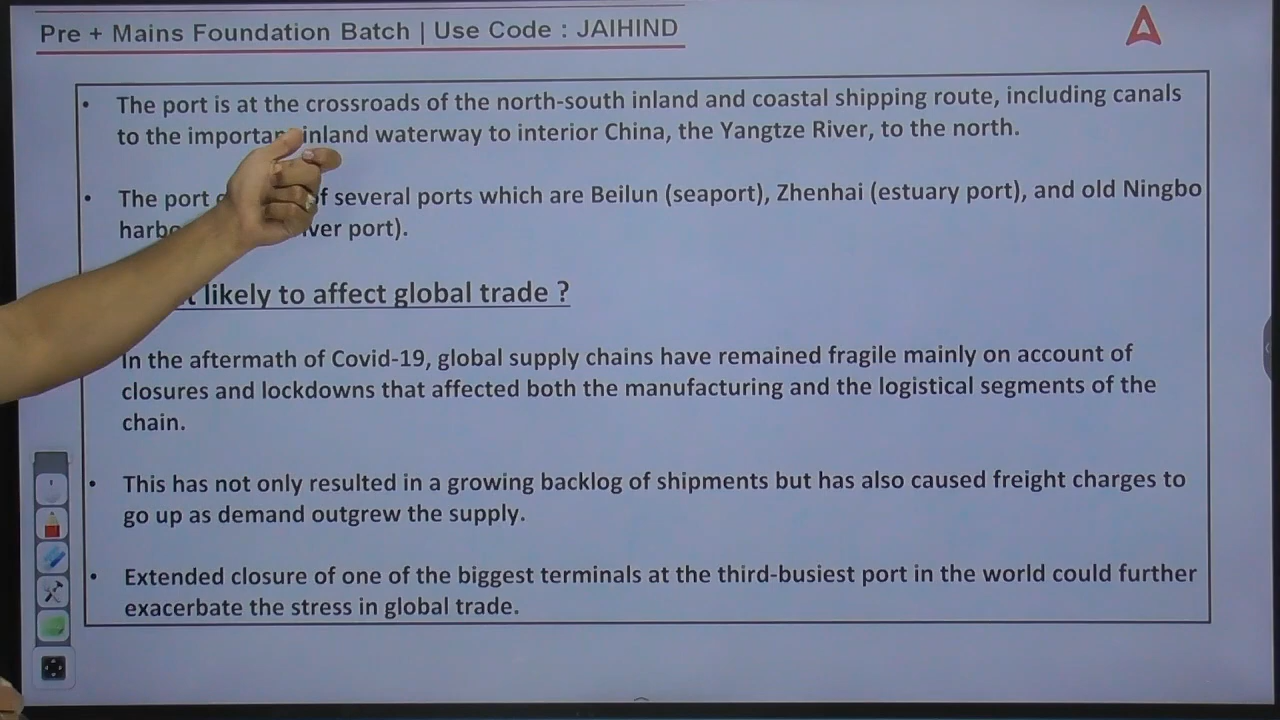 Pre + Mains Foundation Batch | Use Code : JAIHIND
• The port is at the crossroads of the north-south inland and coastal shipping route, including canals
to the important inland waterway to interior China, the Yangtze River, to the north.
• The port of several ports which are Beilun (seaport), Zhenhai (estuary port), and old Ningbo
port).
likely to affect global trade ?
In the aftermath of Covid-19, global supply chains have remained fragile mainly on account of
closures and lockdowns that affected both the manufacturing and the logistical segments of the
chain.
• This has not only resulted in a growing backlog of shipments but has also caused freight charges to
go up as demand outgrew the supply.
• Extended closure of one of the biggest terminals at the third-busiest port in the world could further
exacerbate the stress in global trade.